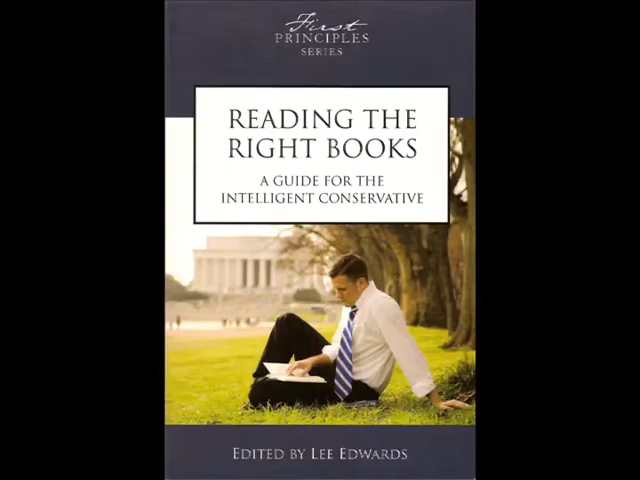 First
PRINCIPLES
SERIES
READING THE
RIGHT BOOKS
A GUIDE FOR THE
INTELLIGENT CONSERVATIVE
EDITED BY LEE EDWARDS